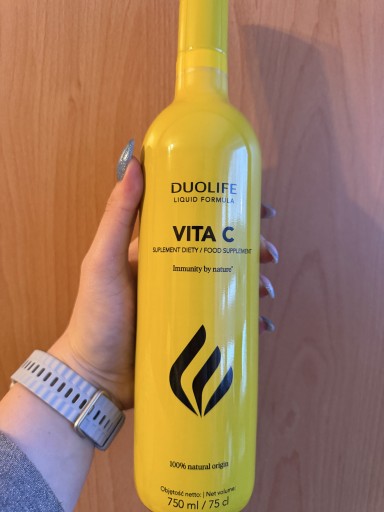 DUOLIFE
LIQUID FORMULA
VITA C
SUPLEMENT DIETY / FOOD SUPPLEMENT
Immunity by nature*
100% natural origin
Objętość netto: | Net volume:
750 ml / 75 cl